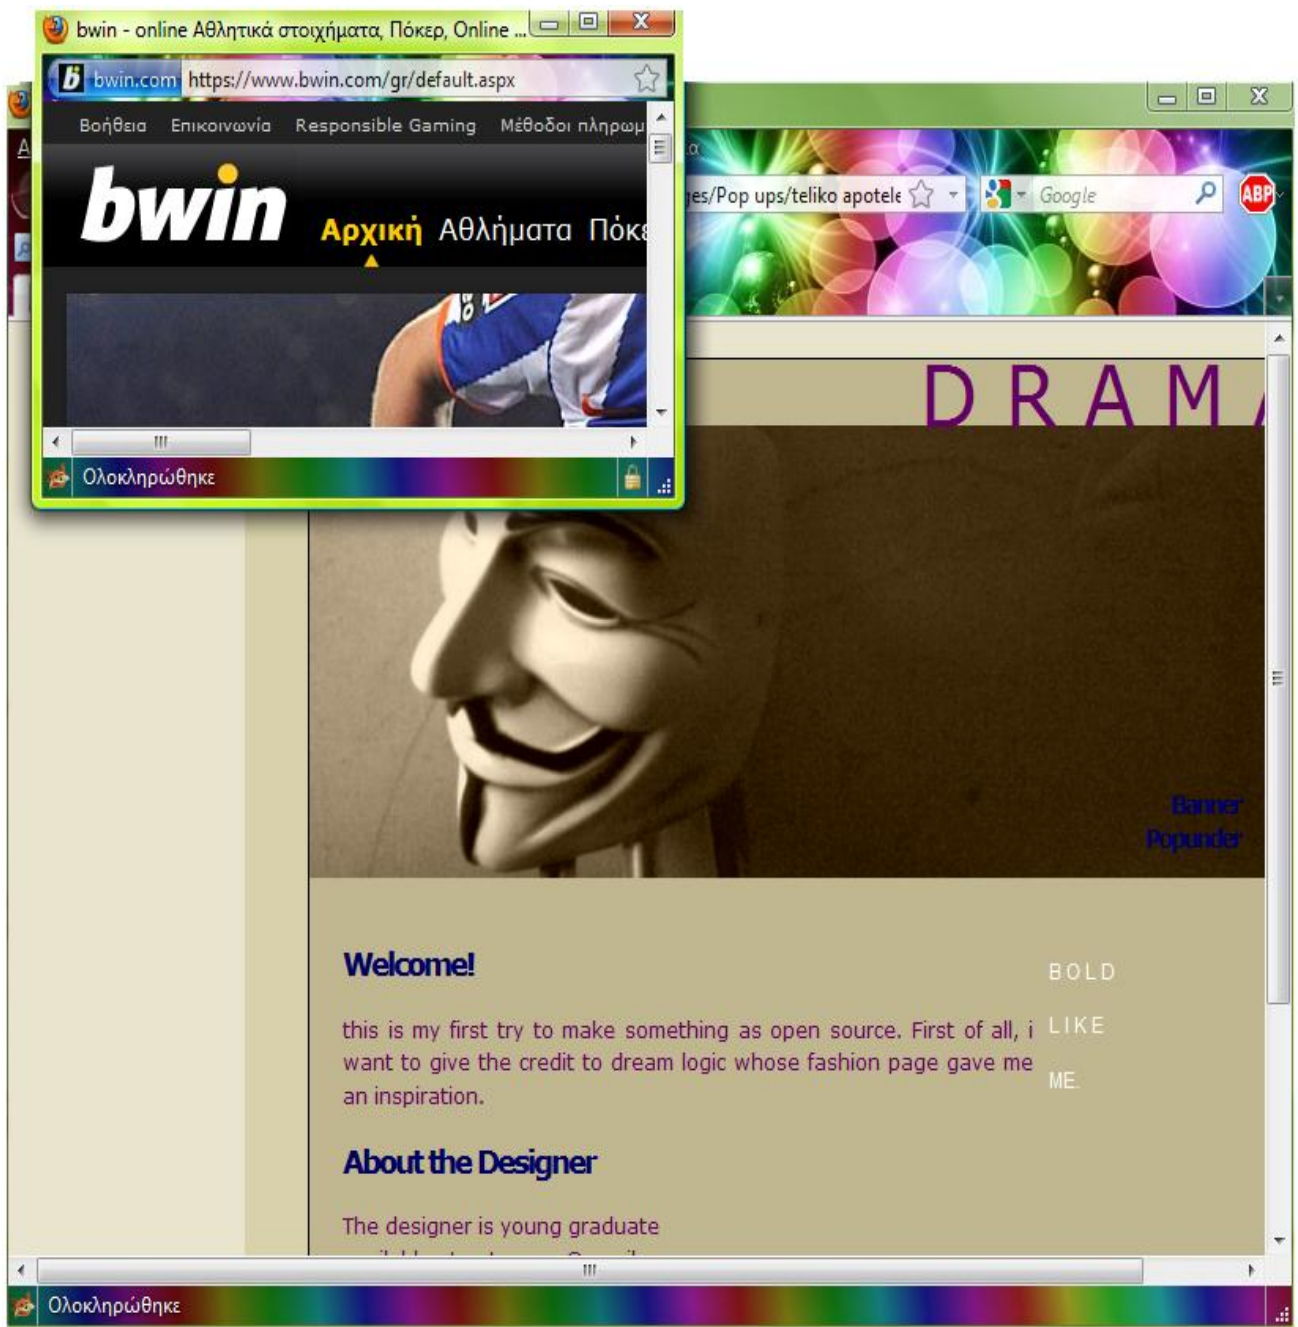 bwin - online Αθλητικά στοιχήματα, Πόκερ, Online ...
bwin.com https://www.bwin.com/gr/default.aspx
Βοήθεια Επικοινωνία Responsible Gaming Μέθοδοι πληρωμ
bwin
Αρχική Αθλήματα Πόκε
Ολοκληρώθηκε
ges/Pop ups/teliko apotele
Google
ABP
DRAMA
Banner
Popunder
Welcome!
this is my first try to make something as open source. First of all, i
want to give the credit to dream logic whose fashion page gave me
an inspiration.
BOLD
LIKE
ME.
About the Designer
The designer is young graduate
Ολοκληρώθηκε